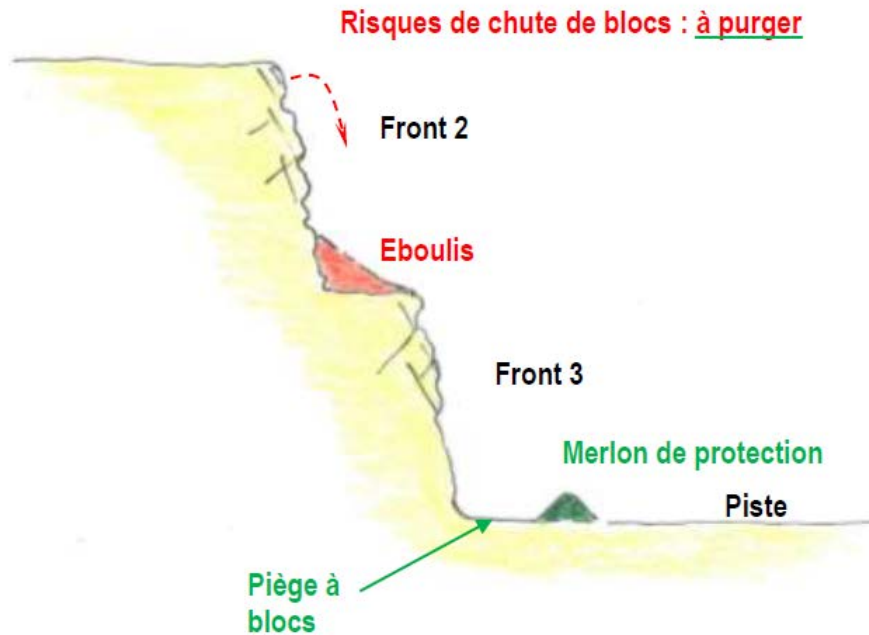 Risques de chute de blocs : à purger
Front 2
Eboulis
Front 3
Merlon de protection
Piste
Piège à
blocs